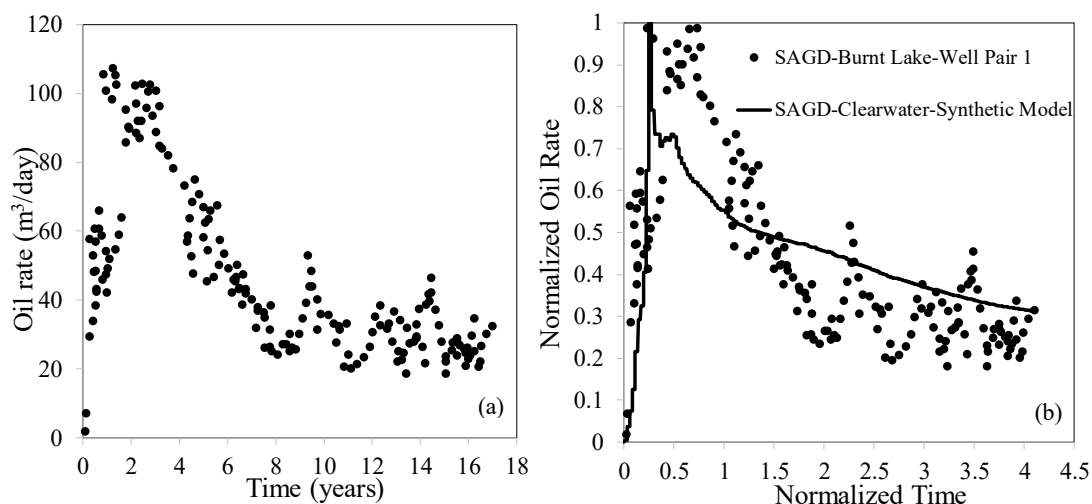 120
100
80
60
40
20
0
Oil rate (m³/day)
0 2 4 6 8 10 12 14 16 18
Time (years)
(a)
(b)
1
0.9
0.8
0.7
0.6
0.5
0.4
0.3
0.2
0.1
0
Normalized Oil Rate
SAGD-Burnt Lake-Well Pair 1
SAGD-Clearwater-Synthetic Model
(b)
0 0.5 1 1.5 2 2.5 3 3.5 4 4.5
Normalized Time